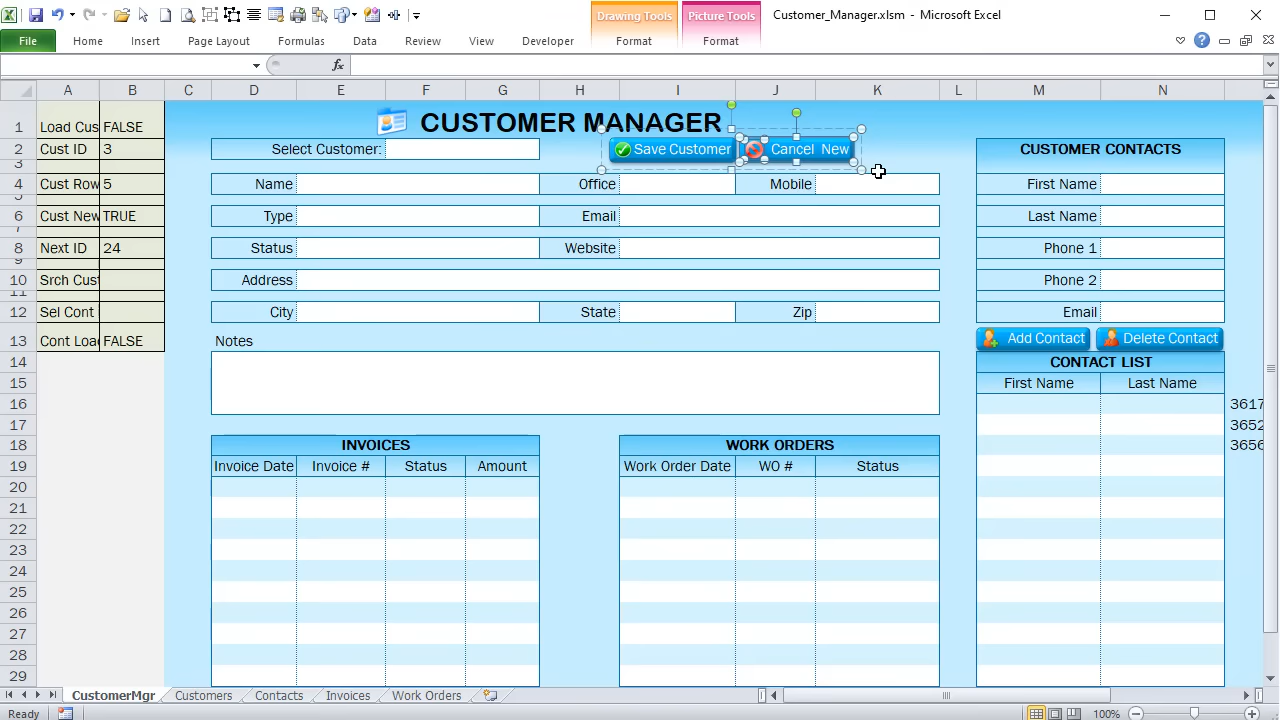 Drawing Tools Picture Tools Customer_Manager.xlsm - Microsoft Excel
File Home Insert Page Layout Formulas Data Review View Developer Format Format
fx
A B C D E F G H I J K L M N
1 Load Cus FALSE CUSTOMER MANAGER
2 Cust ID 3 Select Customer: Save Customer Cancel New CUSTOMER CONTACTS
3
4 Cust Row 5 Name Office Mobile First Name
5
6 Cust New TRUE Type Email Last Name
7
8 Next ID 24 Status Website Phone 1
9
10 Srch Cust Address Phone 2
11
12 Sel Cont City State Zip Email
13 Cont Loa FALSE Notes Add Contact Delete Contact
14 CONTACT LIST
15 First Name Last Name
16 3617
17 3652
18 INVOICES WORK ORDERS 3656
19 Invoice Date Invoice # Status Amount Work Order Date WO # Status
20
21
22
23
24
25
26
27
28
29
CustomerMgr Customers Contacts Invoices Work Orders
Ready 100%